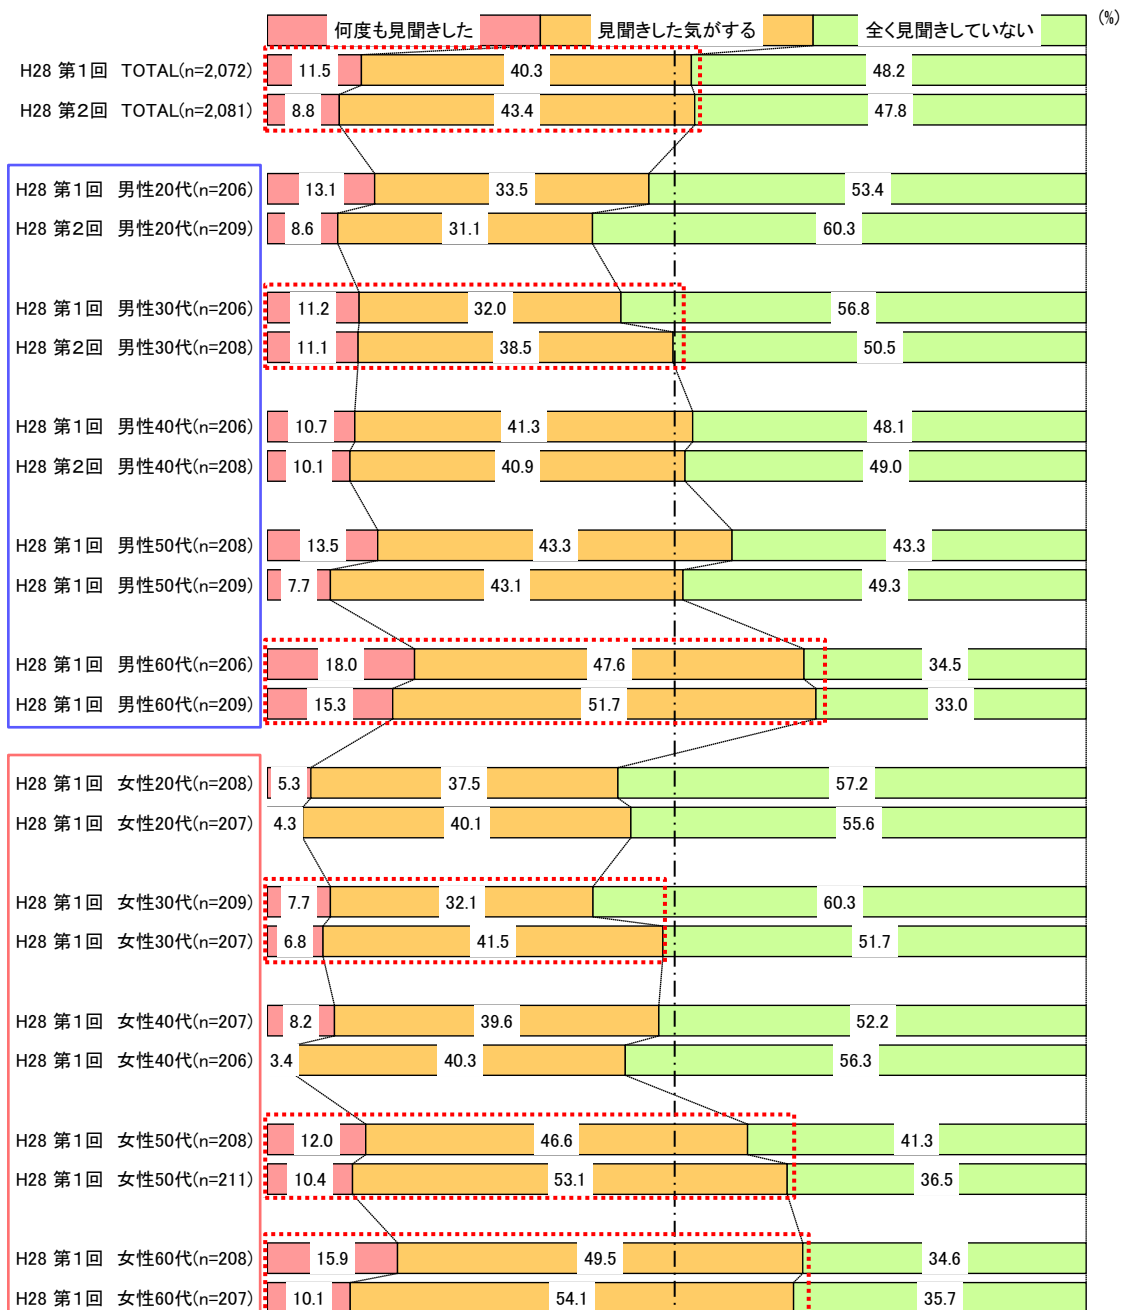 (%)
何度も見聞きした 見聞きした気がする 全く見聞きしていない
H28 第1回 TOTAL(n=2,072) 11.5 40.3 48.2
H28 第2回 TOTAL(n=2,081) 8.8 43.4 47.8
H28 第1回 男性20代(n=206) 13.1 33.5 53.4
H28 第2回 男性20代(n=209) 8.6 31.1 60.3
H28 第1回 男性30代(n=206) 11.2 32.0 56.8
H28 第2回 男性30代(n=208) 11.1 38.5 50.5
H28 第1回 男性40代(n=206) 10.7 41.3 48.1
H28 第2回 男性40代(n=208) 10.1 40.9 49.0
H28 第1回 男性50代(n=208) 13.5 43.3 43.3
H28 第1回 男性50代(n=209) 7.7 43.1 49.3
H28 第1回 男性60代(n=206) 18.0 47.6 34.5
H28 第1回 男性60代(n=209) 15.3 51.7 33.0
H28 第1回 女性20代(n=208) 5.3 37.5 57.2
H28 第1回 女性20代(n=207) 4.3 40.1 55.6
H28 第1回 女性30代(n=209) 7.7 32.1 60.3
H28 第1回 女性30代(n=207) 6.8 41.5 51.7
H28 第1回 女性40代(n=207) 8.2 39.6 52.2
H28 第1回 女性40代(n=206) 3.4 40.3 56.3
H28 第1回 女性50代(n=208) 12.0 46.6 41.3
H28 第1回 女性50代(n=211) 10.4 53.1 36.5
H28 第1回 女性60代(n=208) 15.9 49.5 34.6
H28 第1回 女性60代(n=207) 10.1 54.1 35.7